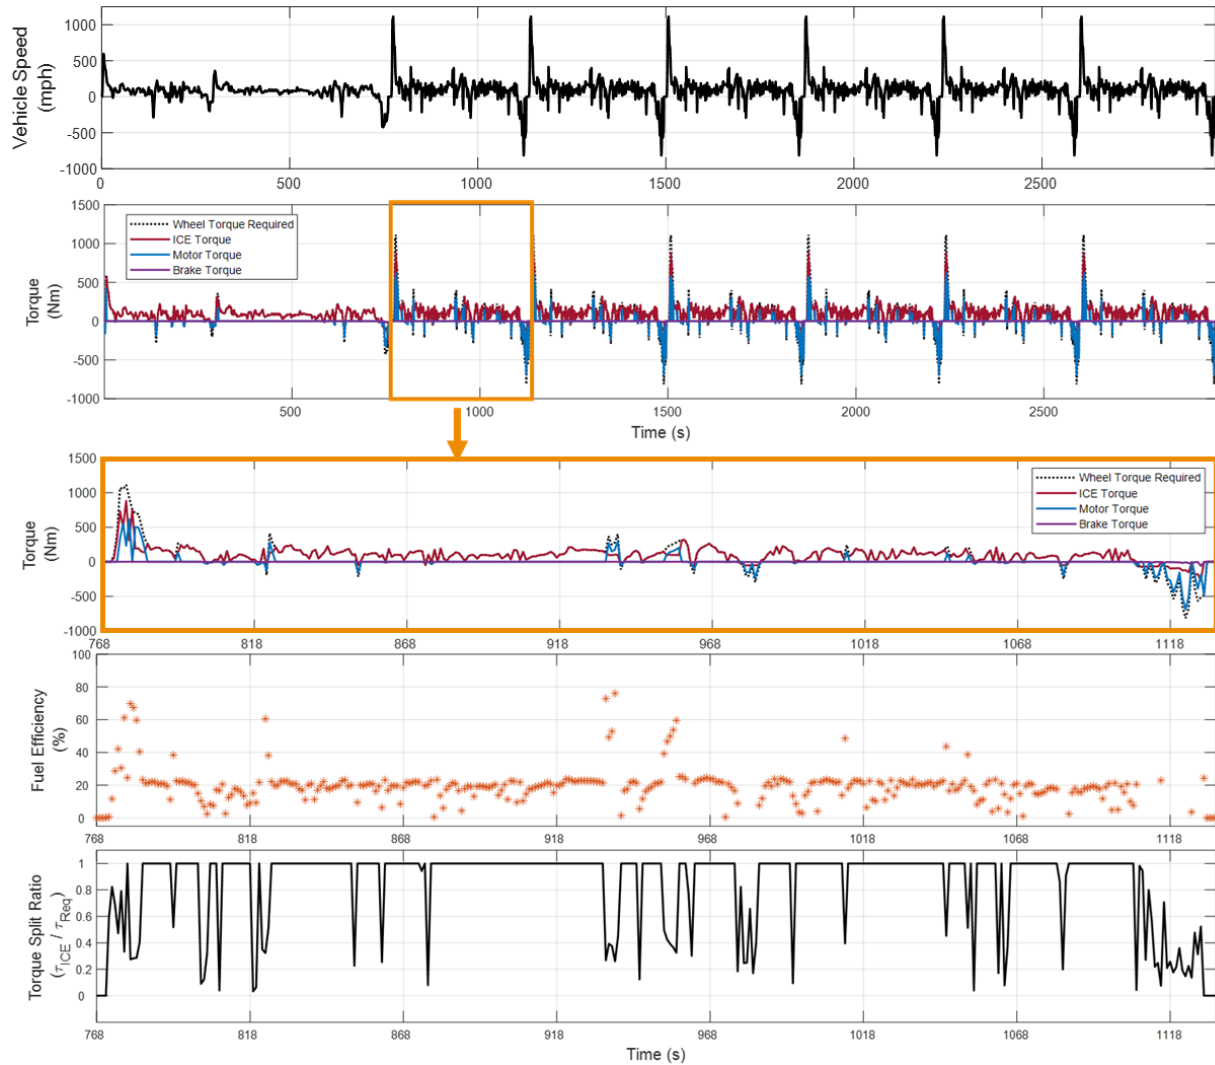 Vehicle Speed
(mph)
1000
500
0
-500
-1000
0 500 1000 1500 2000 2500
Torque
(Nm)
1500
1000
500
0
-500
-1000
Wheel Torque Required
ICE Torque
Motor Torque
Brake Torque
500 1000 1500 2000 2500
Time (s)
Torque
(Nm)
1500
1000
500
0
-500
-1000
Wheel Torque Required
ICE Torque
Motor Torque
Brake Torque
768 818 868 918 968 1018 1068 1118
Fuel Efficiency
(%)
100
80
60
40
20
0
768 818 868 918 968 1018 1068 1118
Torque Split Ratio
(τICE / τReq)
1
0.8
0.6
0.4
0.2
0
768 818 868 918 968 1018 1068 1118
Time (s)